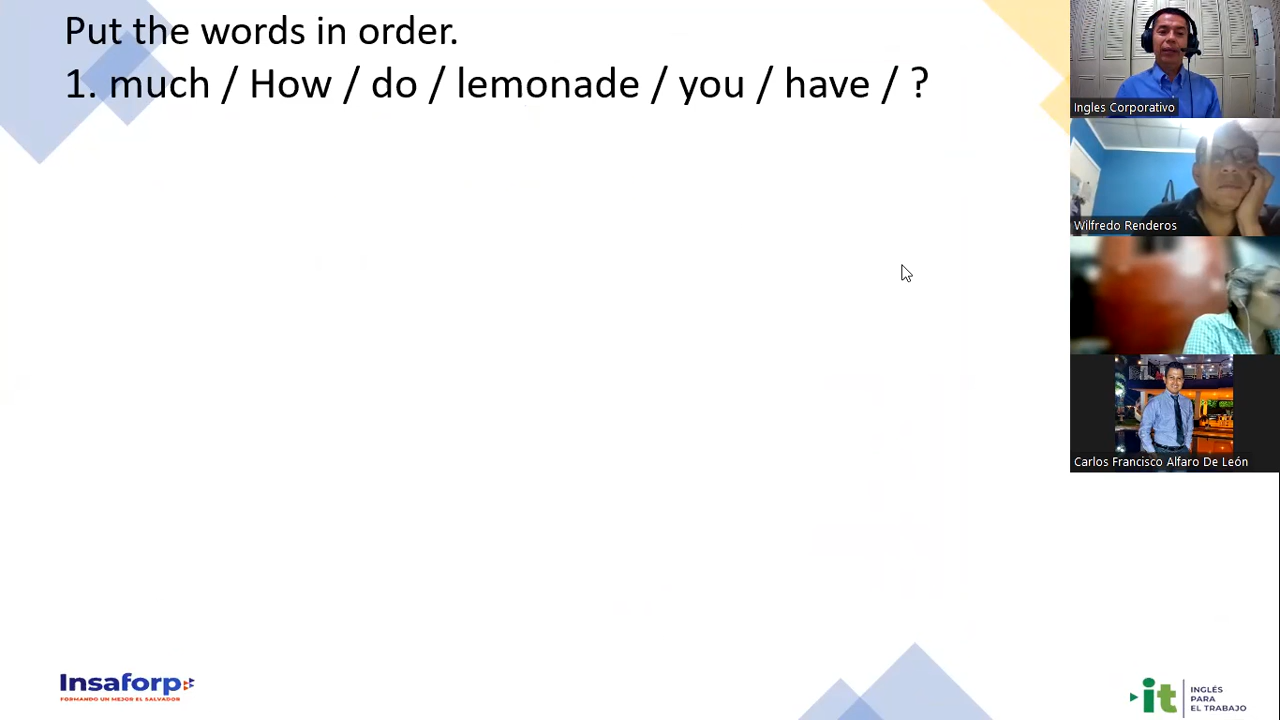 Put the words in order.
1. much / How / do / lemonade / you / have / ?
Ingles Corporativo
Wilfredo Renderos
Carlos Francisco Alfaro De León
Insaforp
FORMANDO UN MEJOR EL SALVADOR
it
INGLÉS
PARA
EL TRABAJO